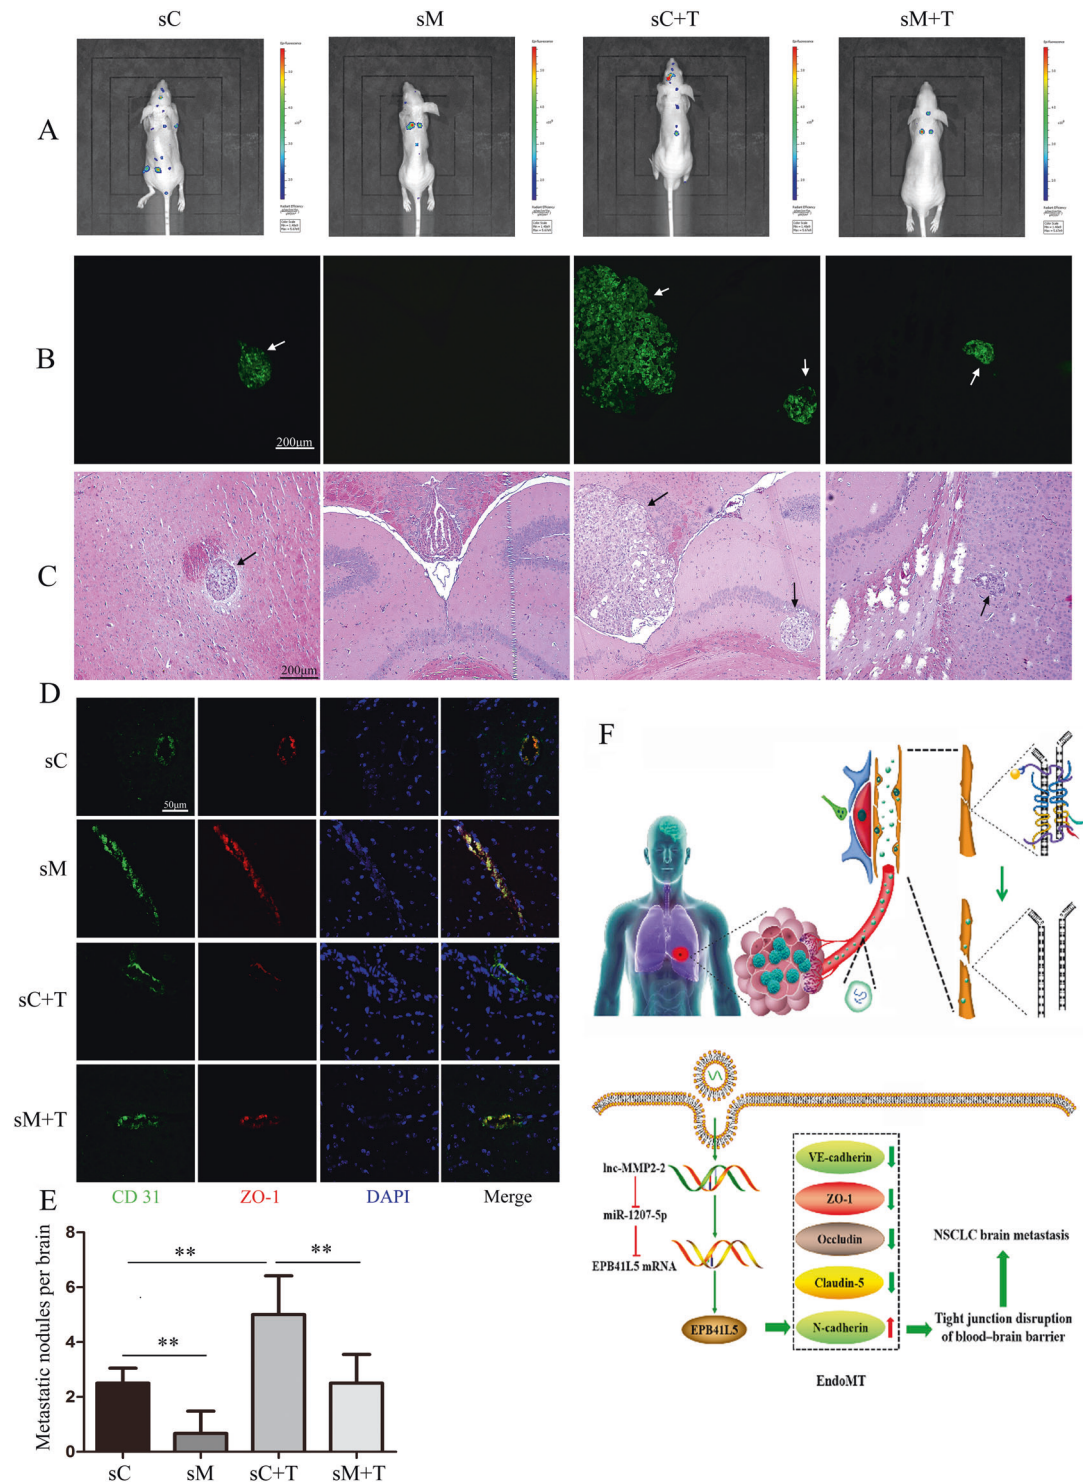 sC sM sC+T sM+T
A
B
200μm
C
200μm
D
sC
50μm
sM
sC+T
sM+T
CD 31 ZO-1 DAPI Merge
E
Metastatic nodules per brain
8
6
4
2
0
** **
**
sC sM sC+T sM+T
F
lnc-MMP2-2
miR-1207-5p
EPB41L5 mRNA
EPB41L5
VE-cadherin
ZO-1
Occludin
Claudin-5
N-cadherin
EndoMT
NSCLC brain metastasis
Tight junction disruption
of blood–brain barrier